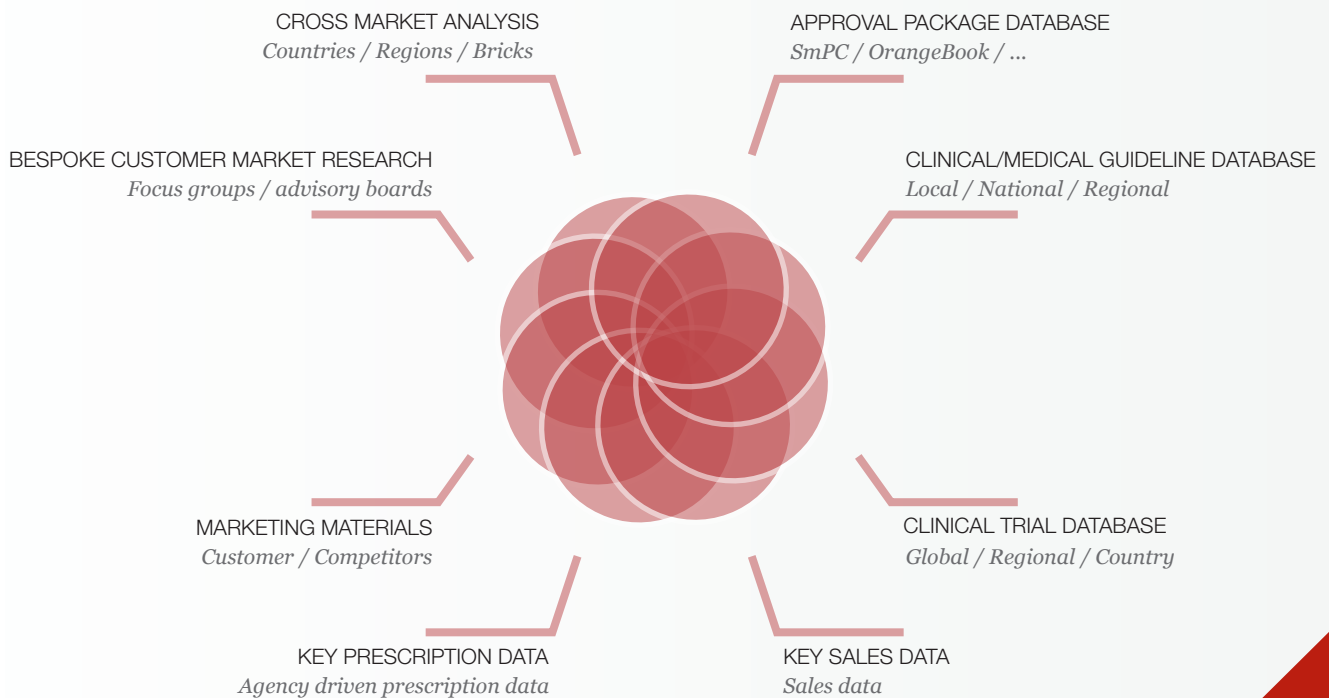 CROSS MARKET ANALYSIS
Countries / Regions / Bricks
APPROVAL PACKAGE DATABASE
SmPC / OrangeBook / ...
BESPOKE CUSTOMER MARKET RESEARCH
Focus groups / advisory boards
CLINICAL/MEDICAL GUIDELINE DATABASE
Local / National / Regional
MARKETING MATERIALS
Customer / Competitors
CLINICAL TRIAL DATABASE
Global / Regional / Country
KEY PRESCRIPTION DATA
Agency driven prescription data
KEY SALES DATA
Sales data